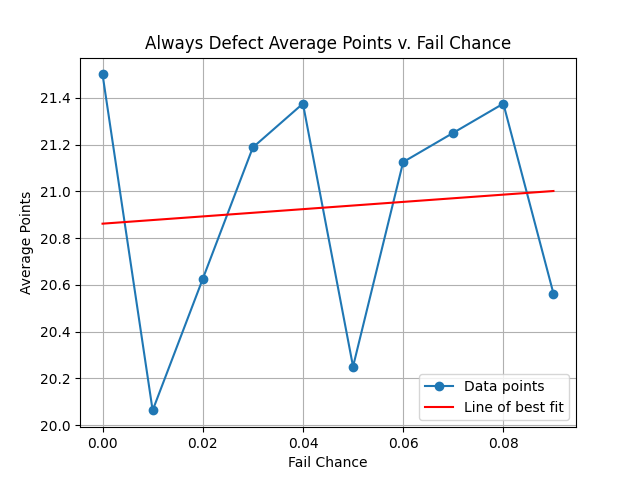 Always Defect Average Points v. Fail Chance
21.4
21.2
21.0
20.8
20.6
20.4
20.2
20.0
Average Points
0.00 0.02 0.04 0.06 0.08
Fail Chance
Data points
Line of best fit